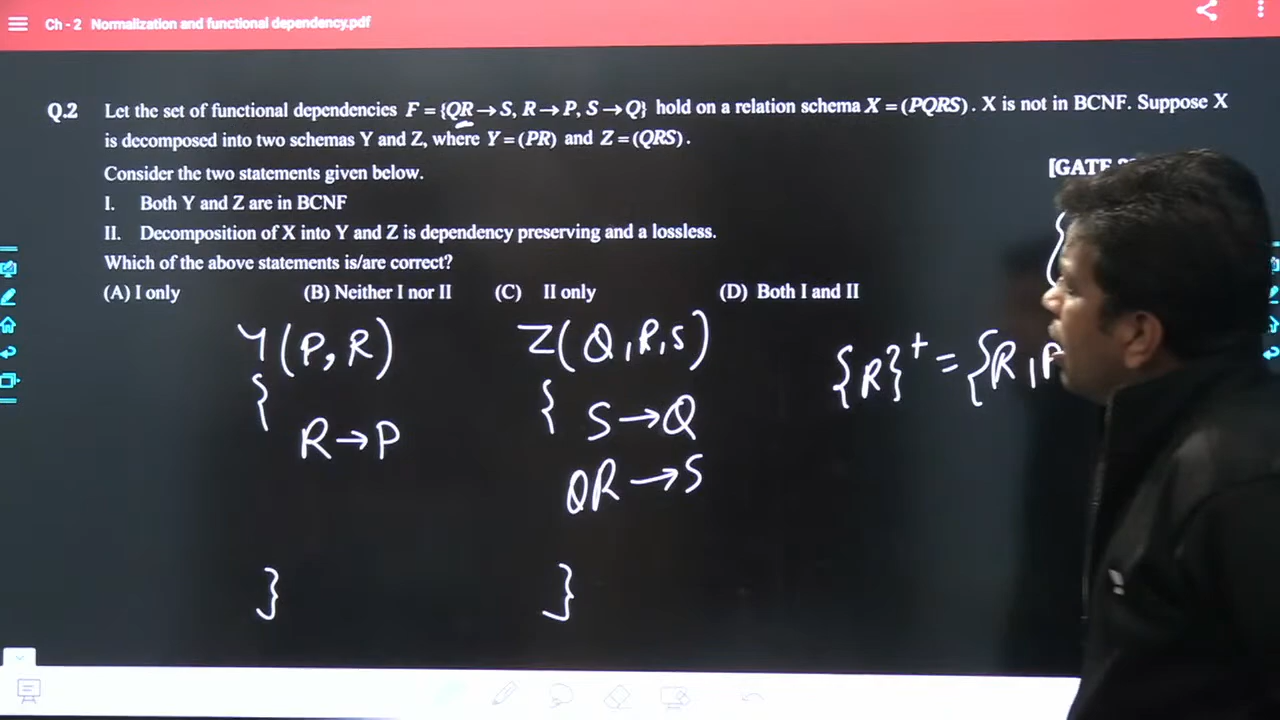 Ch - 2 Normalization and functional dependency.pdf
Q.2 Let the set of functional dependencies F = {QR → S, R → P, S → Q} hold on a relation schema X = (PQRS). X is not in BCNF. Suppose X
is decomposed into two schemas Y and Z, where Y = (PR) and Z = (QRS).
Consider the two statements given below.
[GATE
I. Both Y and Z are in BCNF
II. Decomposition of X into Y and Z is dependency preserving and a lossless.
Which of the above statements is/are correct?
(A) I only (B) Neither I nor II (C) II only (D) Both I and II
Y(P, R) Z(Q, R, S)
{R}⁺ = {R, P
{ R → P { S → Q
QR → S
} }